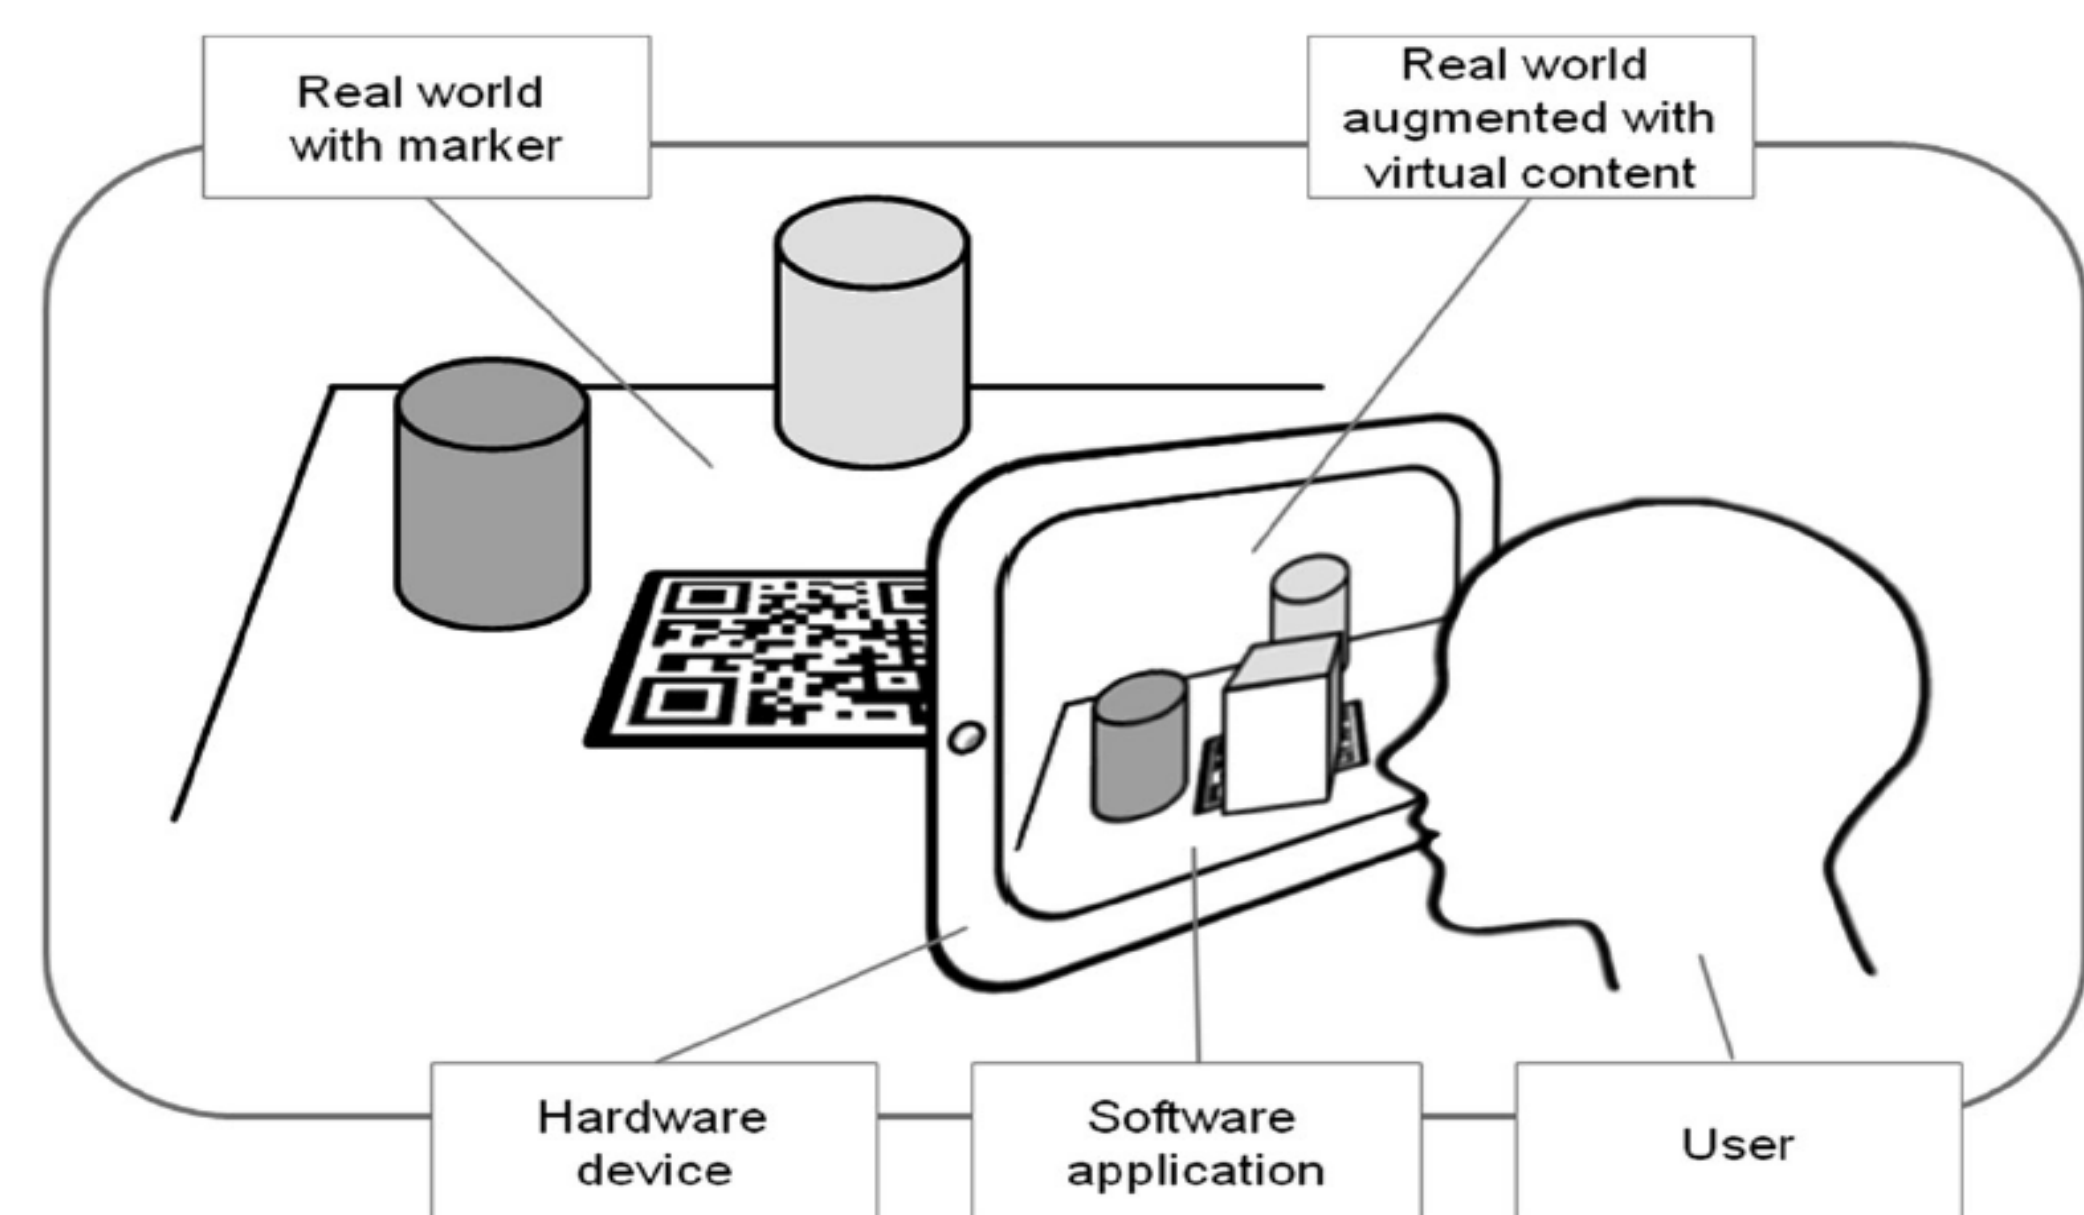 Real world
with marker
Real world
augmented with
virtual content
Hardware
device
Software
application
User